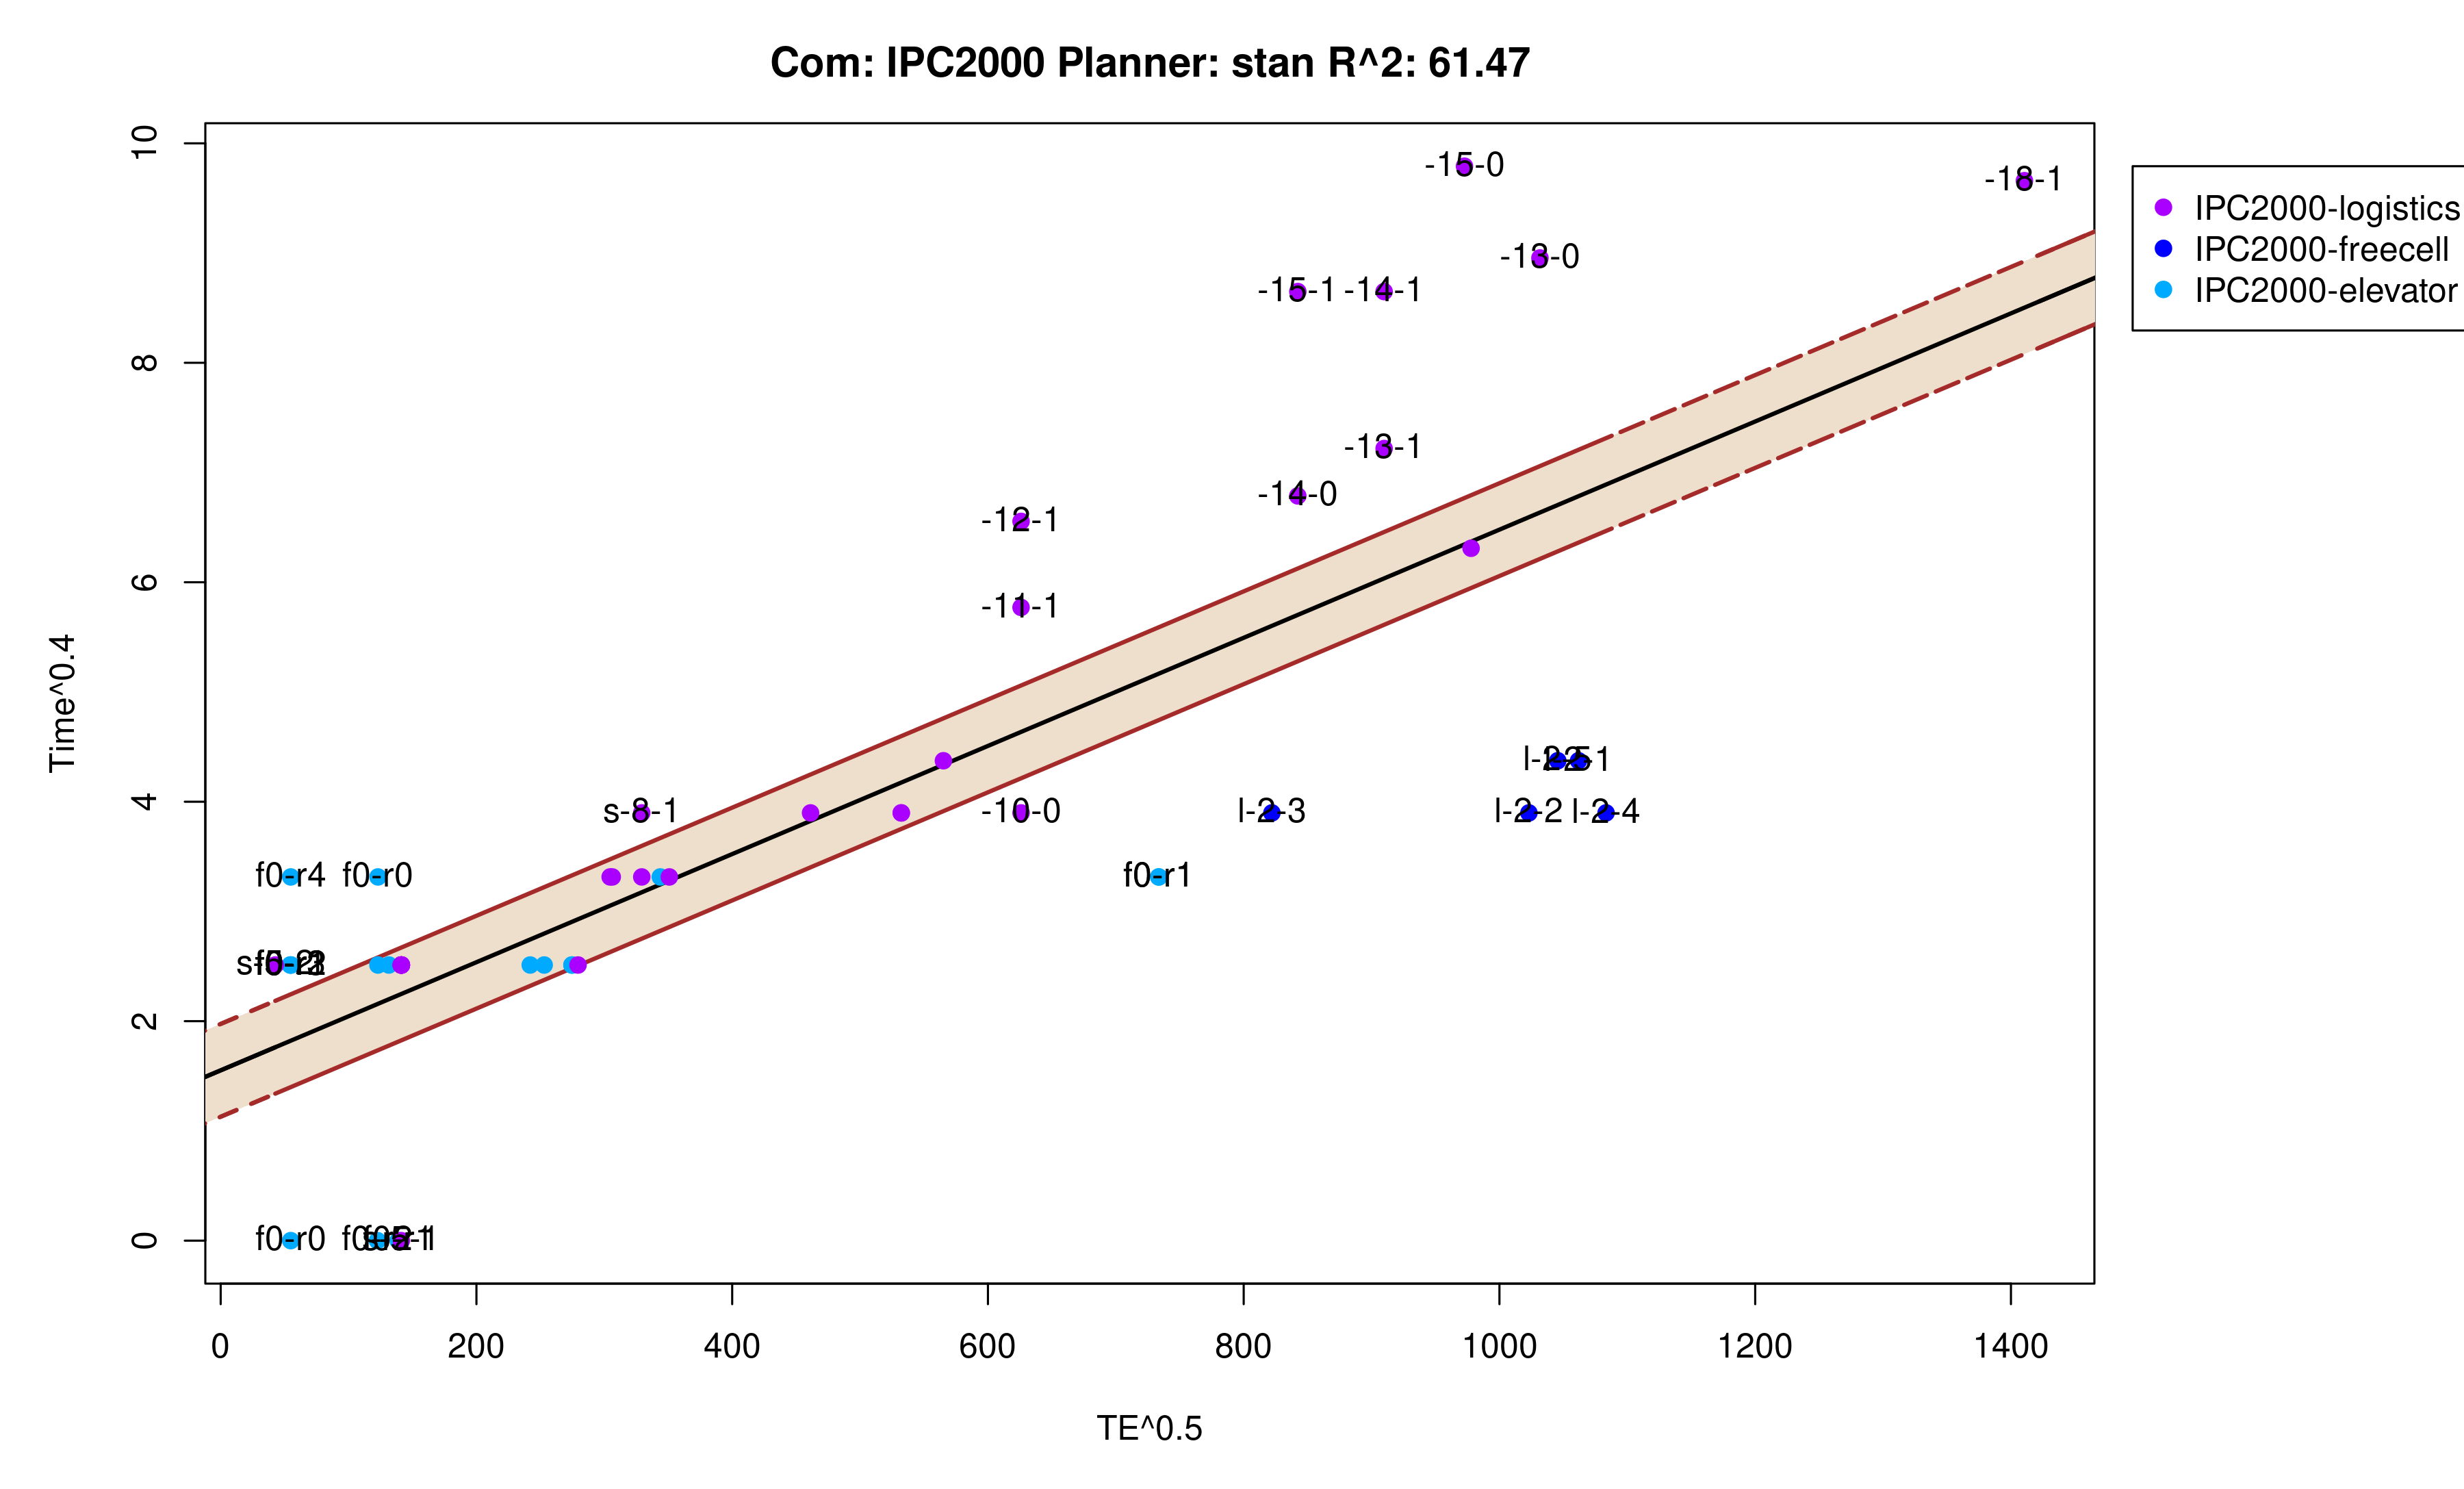 Com: IPC2000 Planner: stan R^2: 61.47
10
8
6
4
2
0
Time^0.4
-15-0
-18-1
-13-0
-15-1
-14-1
-13-1
-14-0
-12-1
-11-1
s-8-1
-10-0
l-2-3
l-2-2
l-2-4
f0-r4
f0-r0
f0-r1
f0-r0
0
200
400
600
800
1000
1200
1400
TE^0.5
IPC2000-logistics
IPC2000-freecell
IPC2000-elevator